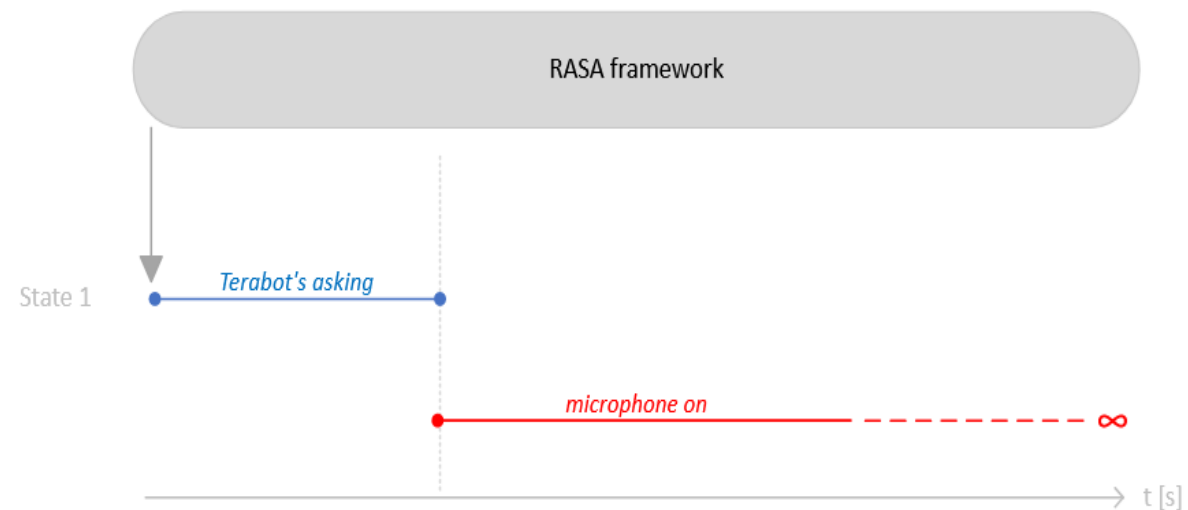 RASA framework
Terabot's asking
State 1
microphone on
∞
t [s]